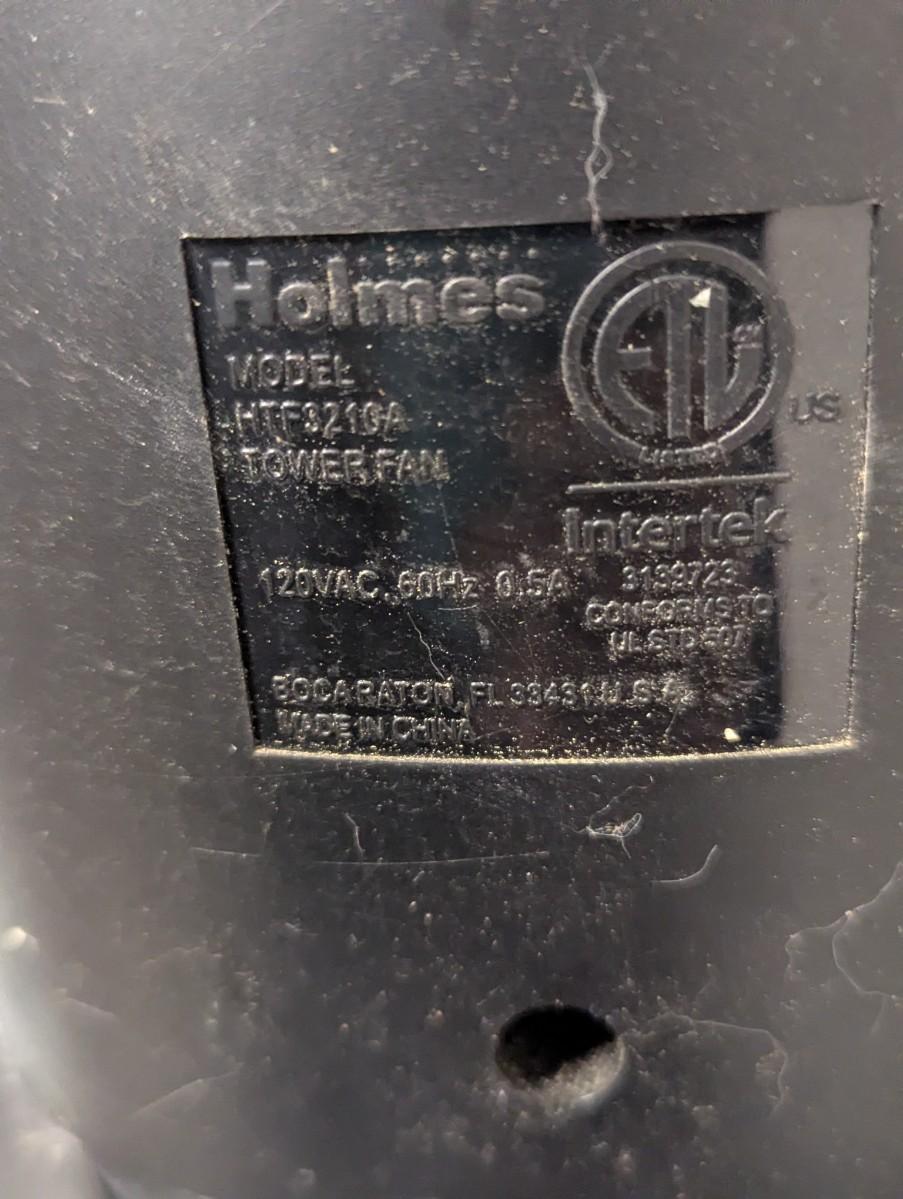 Holmes
MODEL
HTF3210A
TOWER FAN
120VAC 60Hz 0.5A
BOCA RATON, FL 33431 U.S.A.
MADE IN CHINA
ETL
US
LISTED
Intertek
3139723
CONFORMS TO
UL STD 507